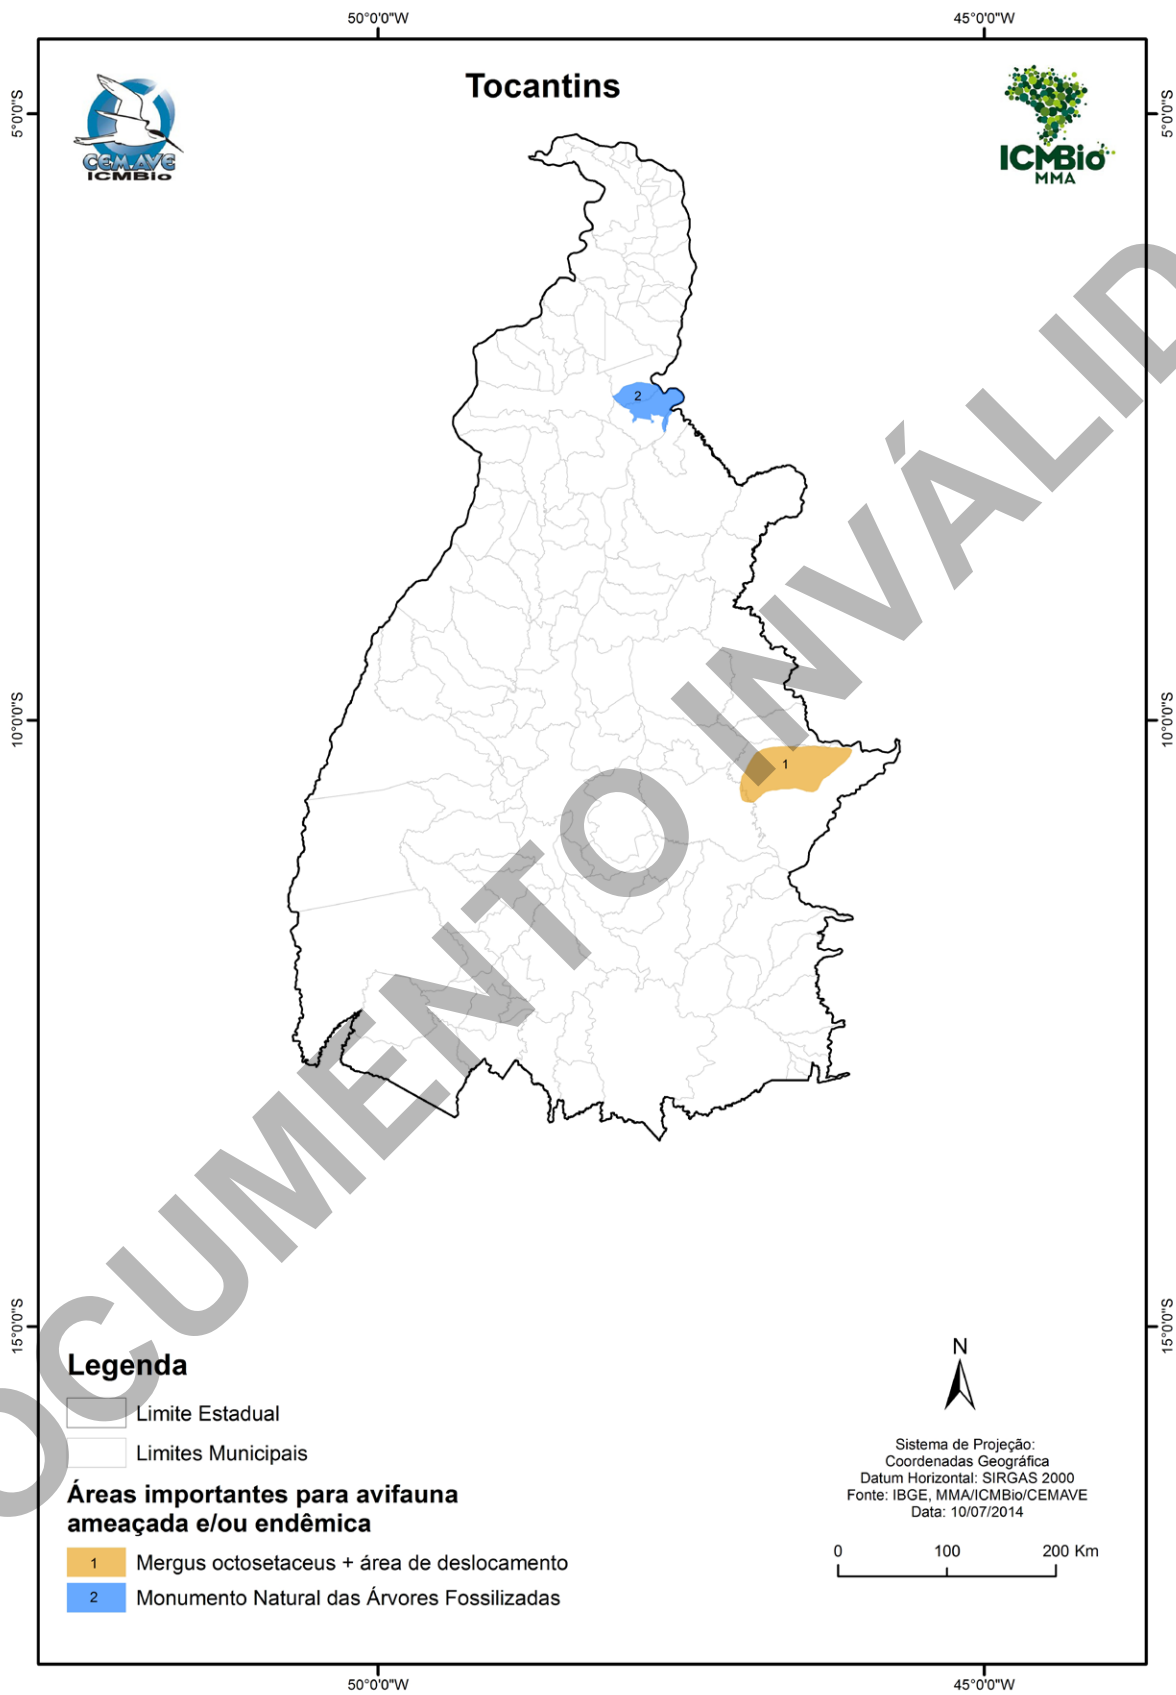 50°0'0"W
45°0'0"W
Tocantins
CEMAVE
ICMBio
ICMBio
MMA
5°0'0"S
5°0'0"S
2
10°0'0"S
10°0'0"S
1
DOCUMENTO INVÁLID
15°0'0"S
15°0'0"S
Legenda
Limite Estadual
Limites Municipais
Áreas importantes para avifauna
ameaçada e/ou endêmica
1 Mergus octosetaceus + área de deslocamento
2 Monumento Natural das Árvores Fossilizadas
N
Sistema de Projeção:
Coordenadas Geográfica
Datum Horizontal: SIRGAS 2000
Fonte: IBGE, MMA/ICMBio/CEMAVE
Data: 10/07/2014
0 100 200 Km
50°0'0"W
45°0'0"W